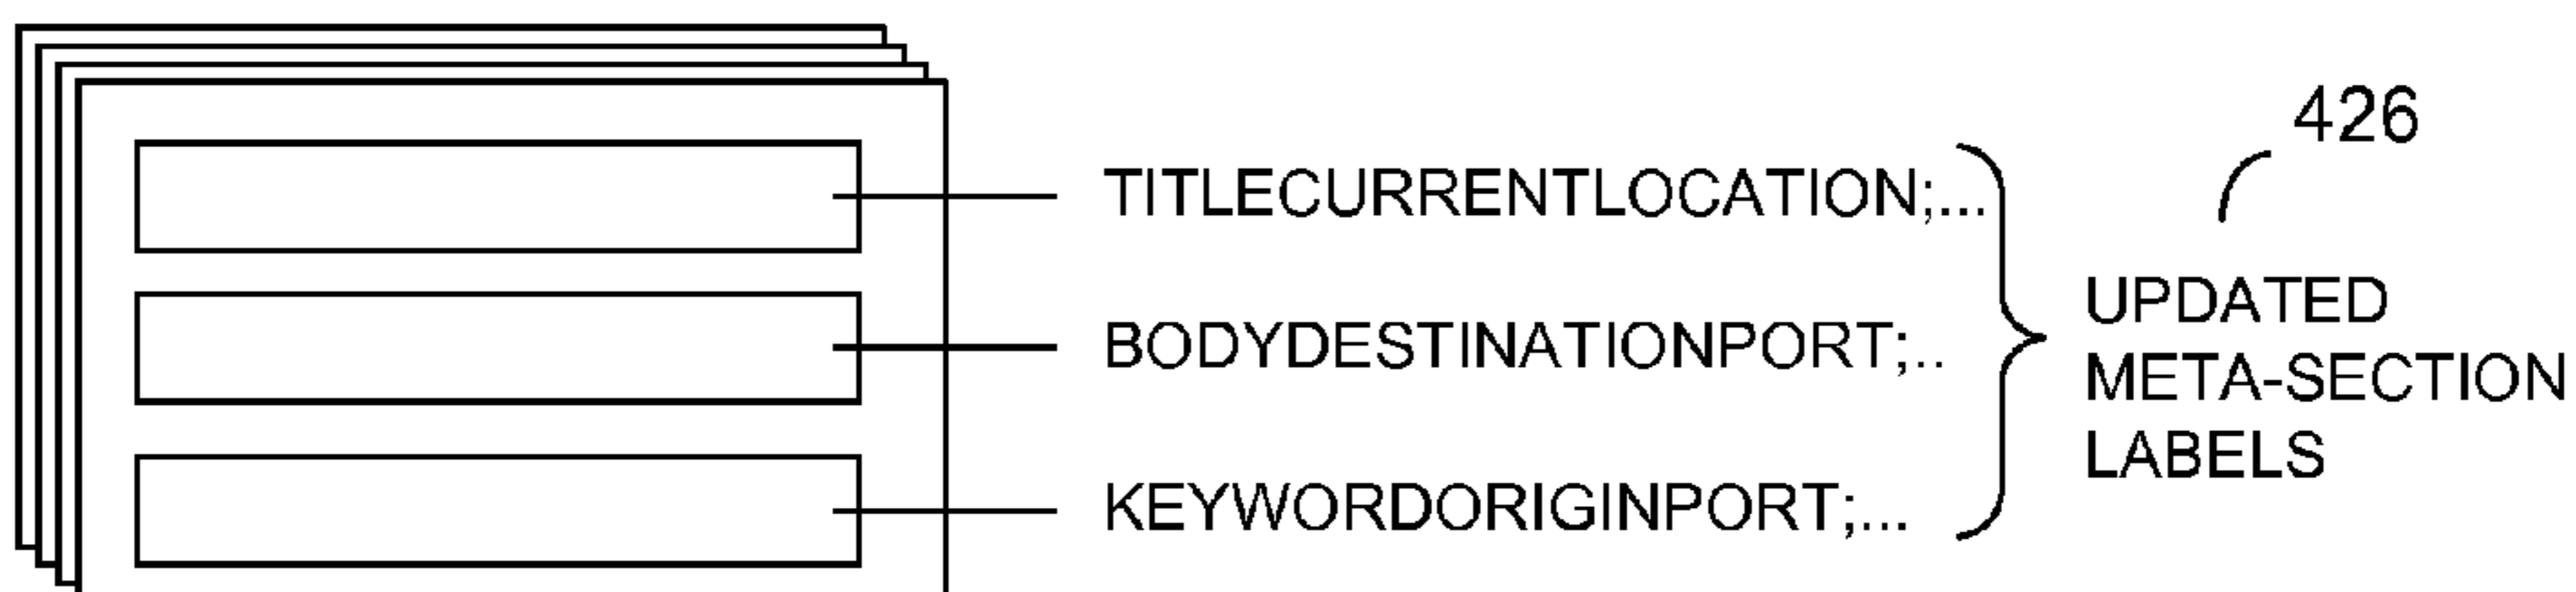 426
TITLECURRENTLOCATION;...
BODYDESTINATIONPORT;..
KEYWORDORIGINPORT;...
UPDATED
META-SECTION
LABELS